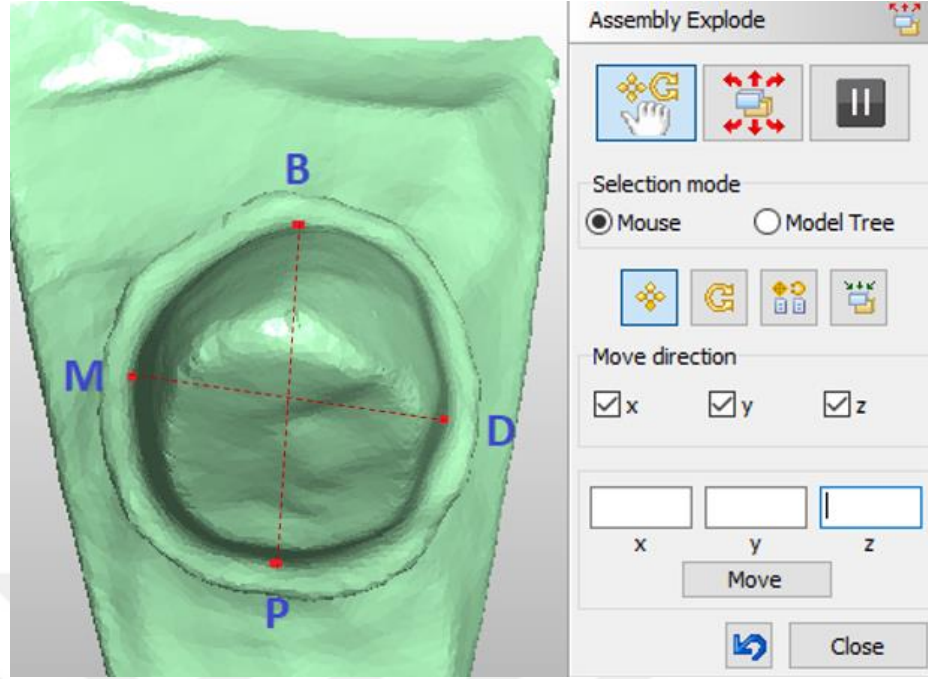 B
M
D
P
Assembly Explode
Selection mode
Mouse
Model Tree
Move direction
x
y
z
x
y
z
Move
Close